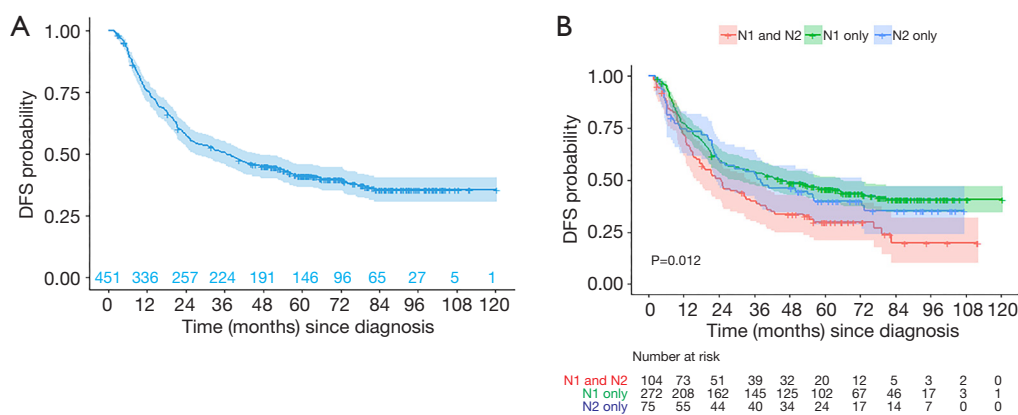 A
1.00
0.75
0.50
0.25
0.00
DFS probability
451 336 257 224 191 146 96 65 27 5 1
0 12 24 36 48 60 72 84 96 108 120
Time (months) since diagnosis
B
N1 and N2 N1 only N2 only
1.00
0.75
0.50
0.25
0.00
DFS probability
P=0.012
0 12 24 36 48 60 72 84 96 108 120
Time (months) since diagnosis
Number at risk
N1 and N2 104 73 51 39 32 20 12 5 3 2 0
N1 only 272 208 162 145 125 102 67 46 17 3 1
N2 only 75 55 44 40 34 24 17 14 7 0 0